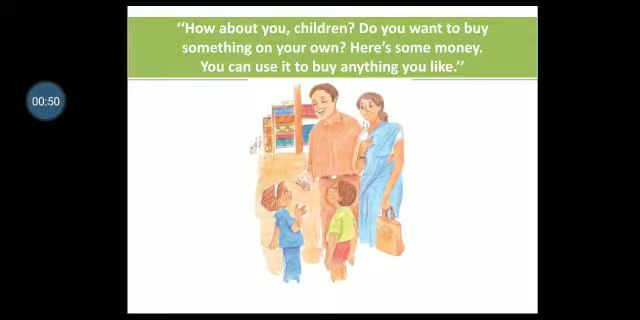 "How about you, children? Do you want to buy
something on your own? Here's some money.
You can use it to buy anything you like."
00:50